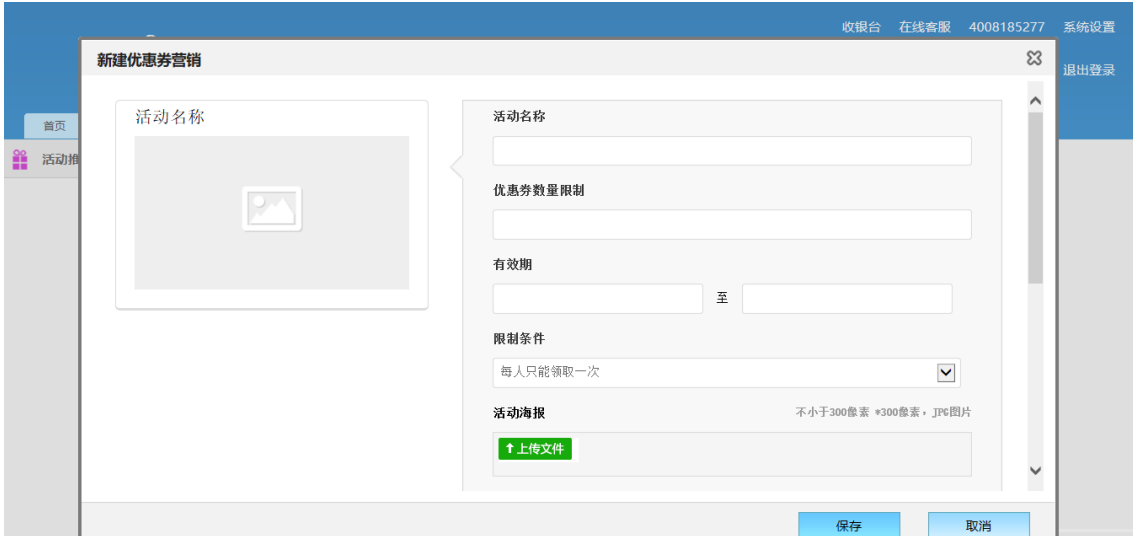 收银台 在线客服 4008185277 系统设置
新建优惠券营销
退出登录
首页
活动推
活动名称
活动名称
优惠券数量限制
有效期
至
限制条件
每人只能领取一次
活动海报 不小于300像素 *300像素，JPG图片
上传文件
保存 取消